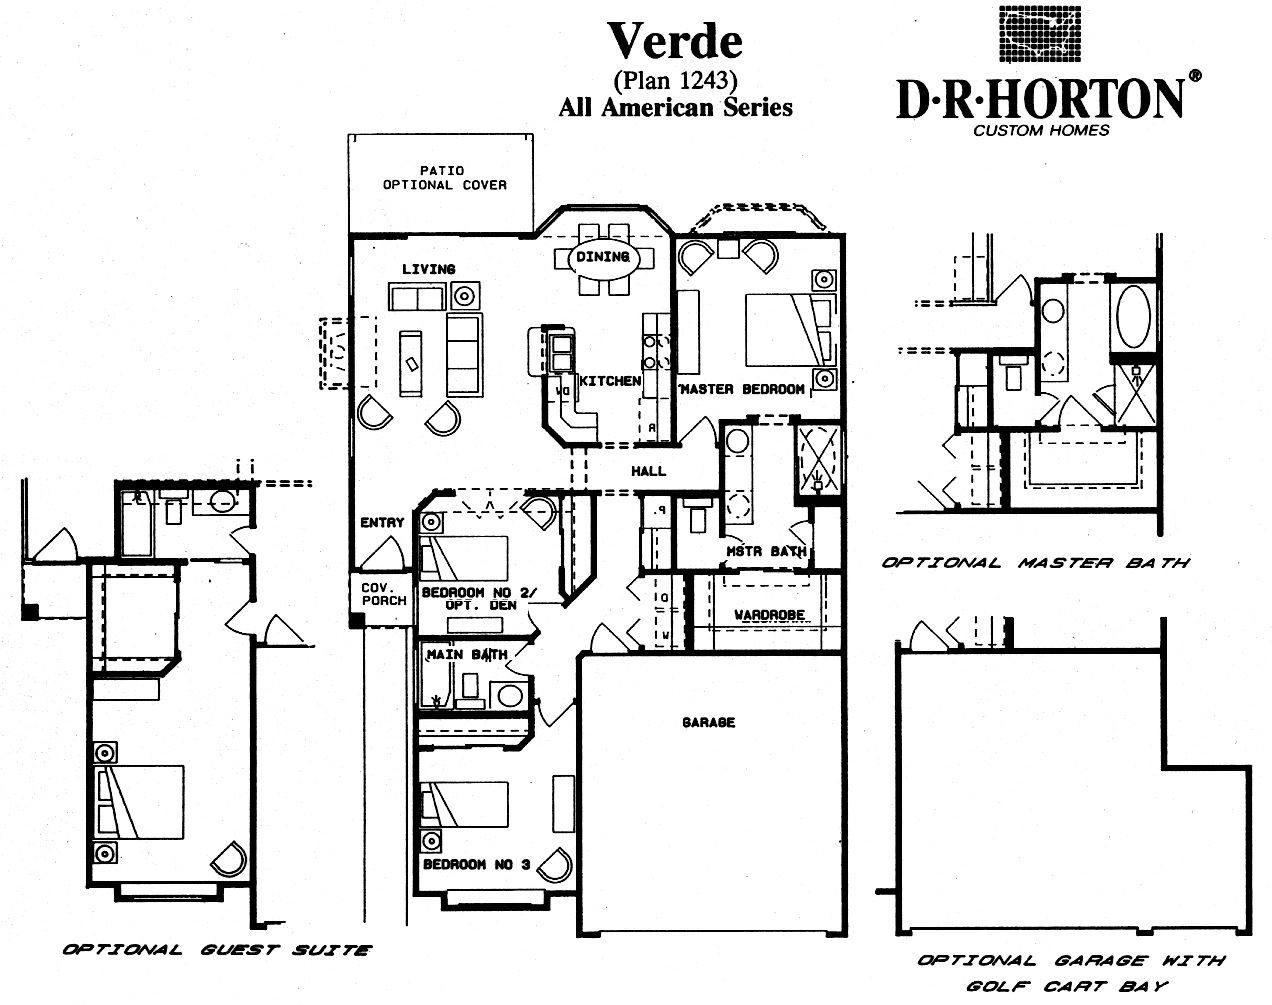 Verde
(Plan 1243)
All American Series
D·R·HORTON®
CUSTOM HOMES
PATIO
OPTIONAL COVER
LIVING
DINING
KITCHEN
DW
R
MASTER BEDROOM
HALL
ENTRY
P.
MSTR BATH
COV.
PORCH
BEDROOM NO 2/
OPT. DEN
D
W
WARDROBE
MAIN BATH
GARAGE
BEDROOM NO 3
OPTIONAL GUEST SUITE
OPTIONAL MASTER BATH
OPTIONAL GARAGE WITH
GOLF CART BAY